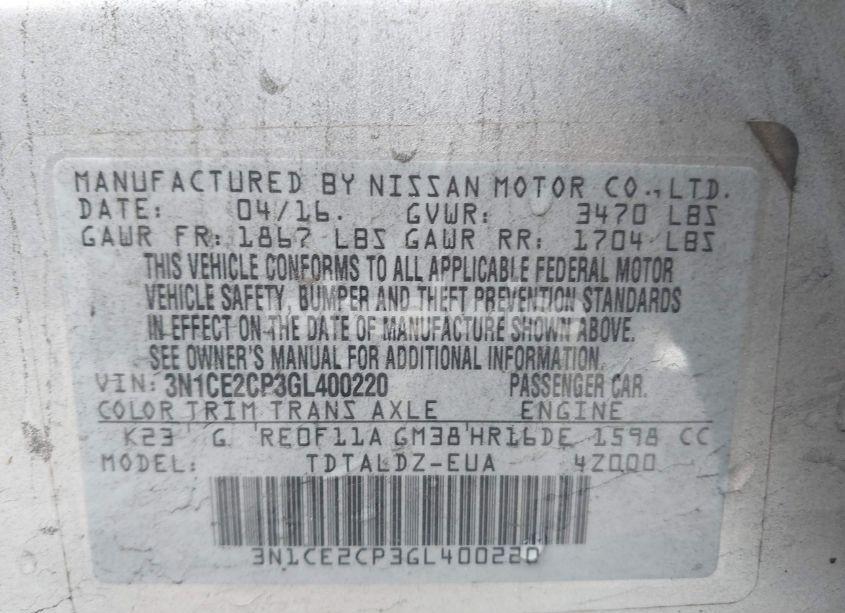 MANUFACTURED BY NISSAN MOTOR CO., LTD.
DATE: 04/16. GVWR: 3470 LBS
GAWR FR: 1867 LBS GAWR RR: 1704 LBS
THIS VEHICLE CONFORMS TO ALL APPLICABLE FEDERAL MOTOR
VEHICLE SAFETY, BUMPER AND THEFT PREVENTION STANDARDS
IN EFFECT ON THE DATE OF MANUFACTURE SHOWN ABOVE.
SEE OWNER'S MANUAL FOR ADDITIONAL INFORMATION.
VIN: 3N1CE2CP3GL400220 PASSENGER CAR.
COLOR TRIM TRANS AXLE ENGINE
K23 G RE0F11A GM38 HR16DE 1598 CC
MODEL: TDTALDZ-EUA 4Z000
3N1CE2CP3GL400220